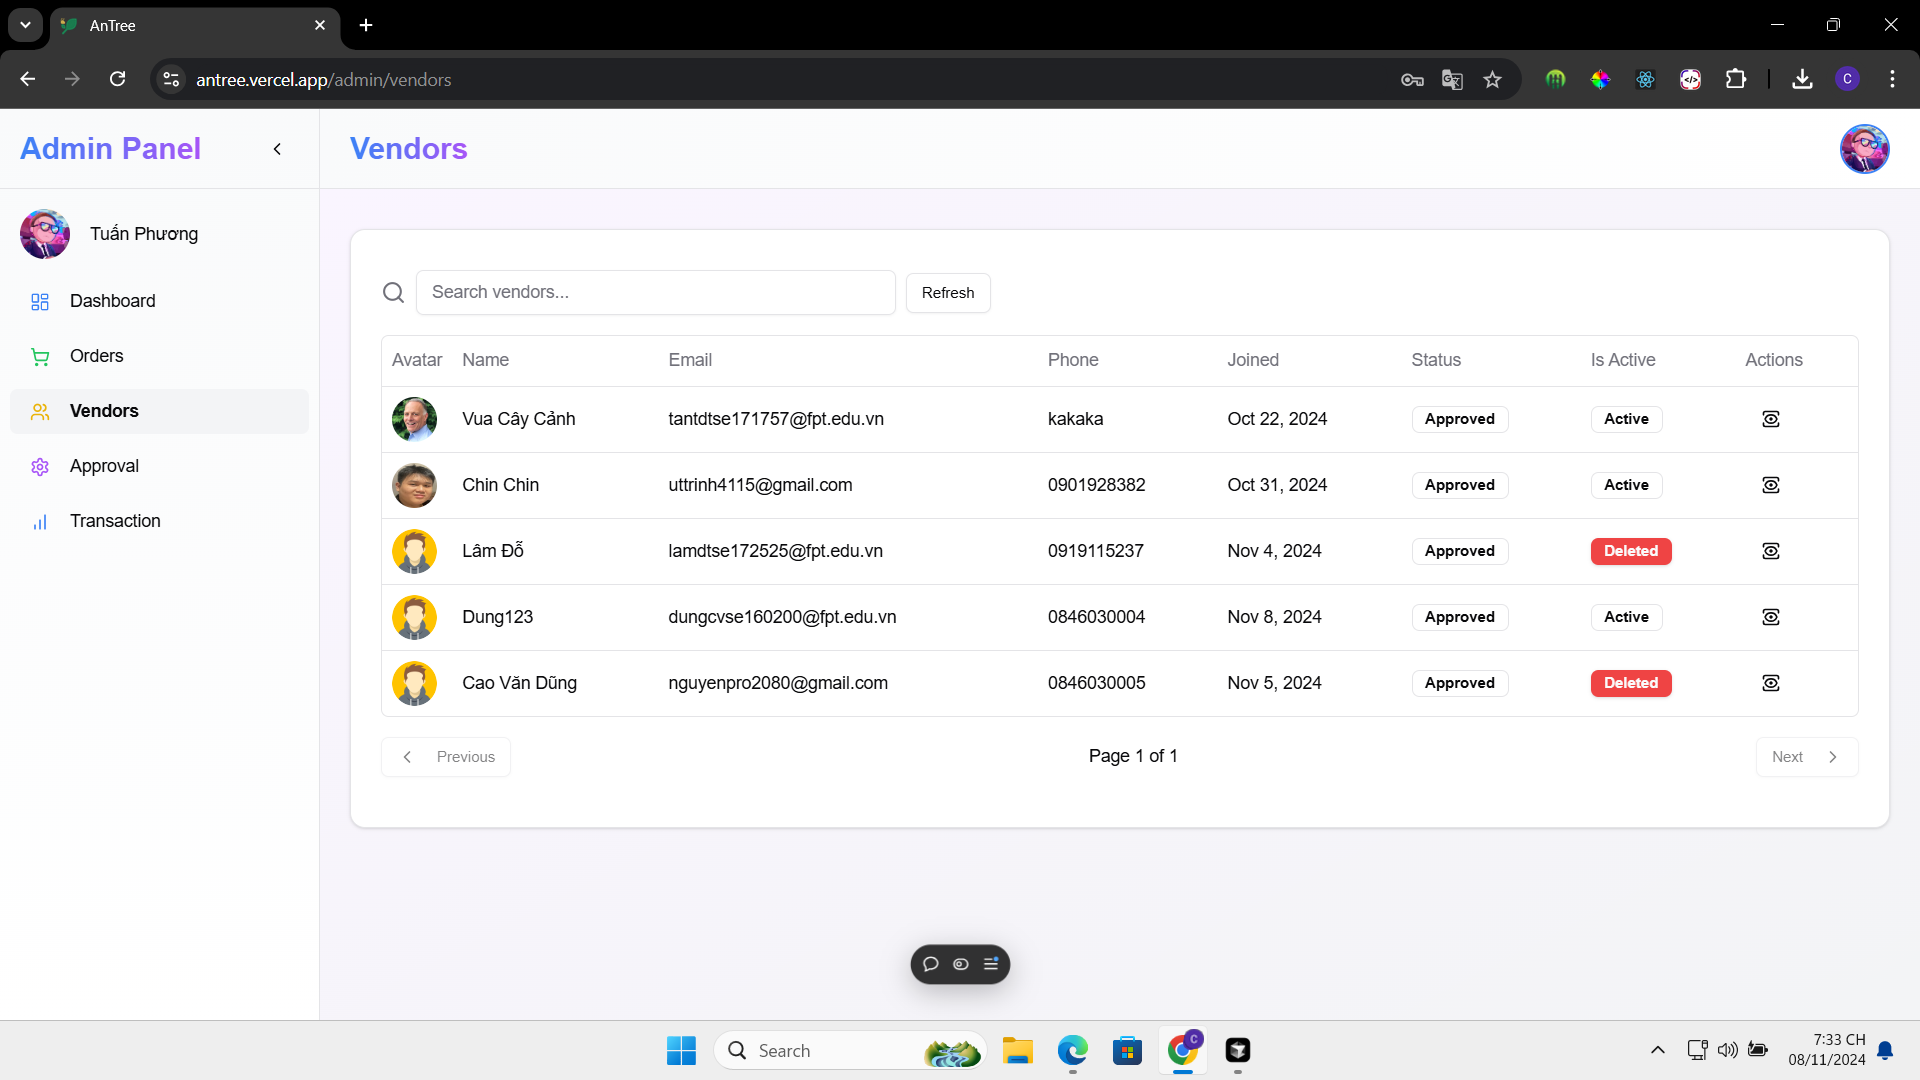 AnTree
antree.vercel.app/admin/vendors
C
Admin Panel
Vendors
Tuấn Phương
Dashboard
Orders
Vendors
Approval
Transaction
Search vendors...
Refresh
Avatar Name Email Phone Joined Status Is Active Actions
Vua Cây Cảnh tantdtse171757@fpt.edu.vn kakaka Oct 22, 2024 Approved Active
Chin Chin uttrinh4115@gmail.com 0901928382 Oct 31, 2024 Approved Active
Lâm Đỗ lamdtse172525@fpt.edu.vn 0919115237 Nov 4, 2024 Approved Deleted
Dung123 dungcvse160200@fpt.edu.vn 0846030004 Nov 8, 2024 Approved Active
Cao Văn Dũng nguyenpro2080@gmail.com 0846030005 Nov 5, 2024 Approved Deleted
Previous Page 1 of 1 Next
Search
C
7:33 CH
08/11/2024